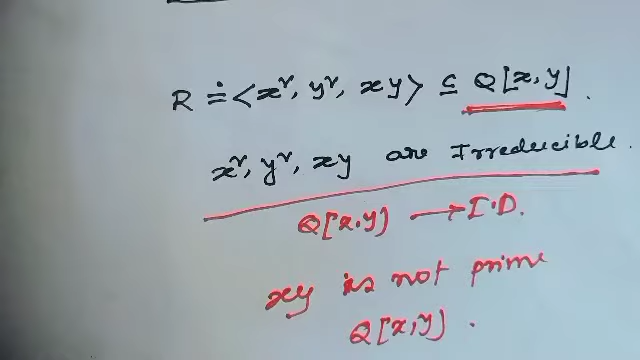 R ≐ <x², y², xy> ⊆ Q[x, y].
x², y², xy are Irreducible.
Q[x,y] → I.D.
xy is not prime
Q[x,y].